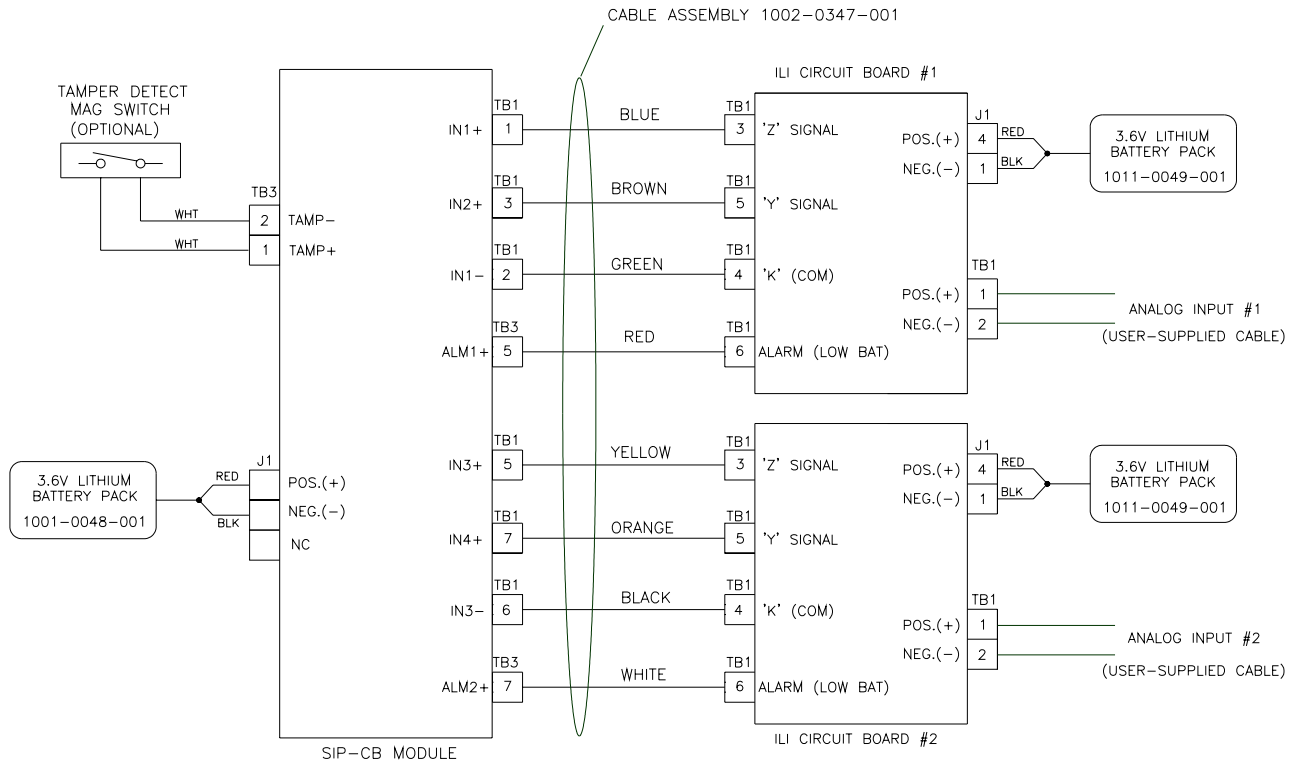 CABLE ASSEMBLY 1002-0347-001
TAMPER DETECT
MAG SWITCH
(OPTIONAL)
TB3
WHT
2
TAMP-
WHT
1
TAMP+
3.6V LITHIUM
BATTERY PACK
1001-0048-001
RED
BLK
J1
POS.(+)
NEG.(-)
NC
SIP-CB MODULE
IN1+
TB1
1
BLUE
IN2+
TB1
3
BROWN
IN1-
TB1
2
GREEN
ALM1+
TB3
5
RED
IN3+
TB1
5
YELLOW
IN4+
TB1
7
ORANGE
IN3-
TB1
6
BLACK
ALM2+
TB3
7
WHITE
ILI CIRCUIT BOARD #1
TB1
3
'Z' SIGNAL
TB1
5
'Y' SIGNAL
TB1
4
'K' (COM)
TB1
6
ALARM (LOW BAT)
J1
POS.(+)
4
RED
NEG.(-)
1
BLK
3.6V LITHIUM
BATTERY PACK
1011-0049-001
TB1
POS.(+)
1
NEG.(-)
2
ANALOG INPUT #1
(USER-SUPPLIED CABLE)
TB1
3
'Z' SIGNAL
TB1
5
'Y' SIGNAL
TB1
4
'K' (COM)
TB1
6
ALARM (LOW BAT)
J1
POS.(+)
4
RED
NEG.(-)
1
BLK
3.6V LITHIUM
BATTERY PACK
1011-0049-001
TB1
POS.(+)
1
NEG.(-)
2
ANALOG INPUT #2
(USER-SUPPLIED CABLE)
ILI CIRCUIT BOARD #2